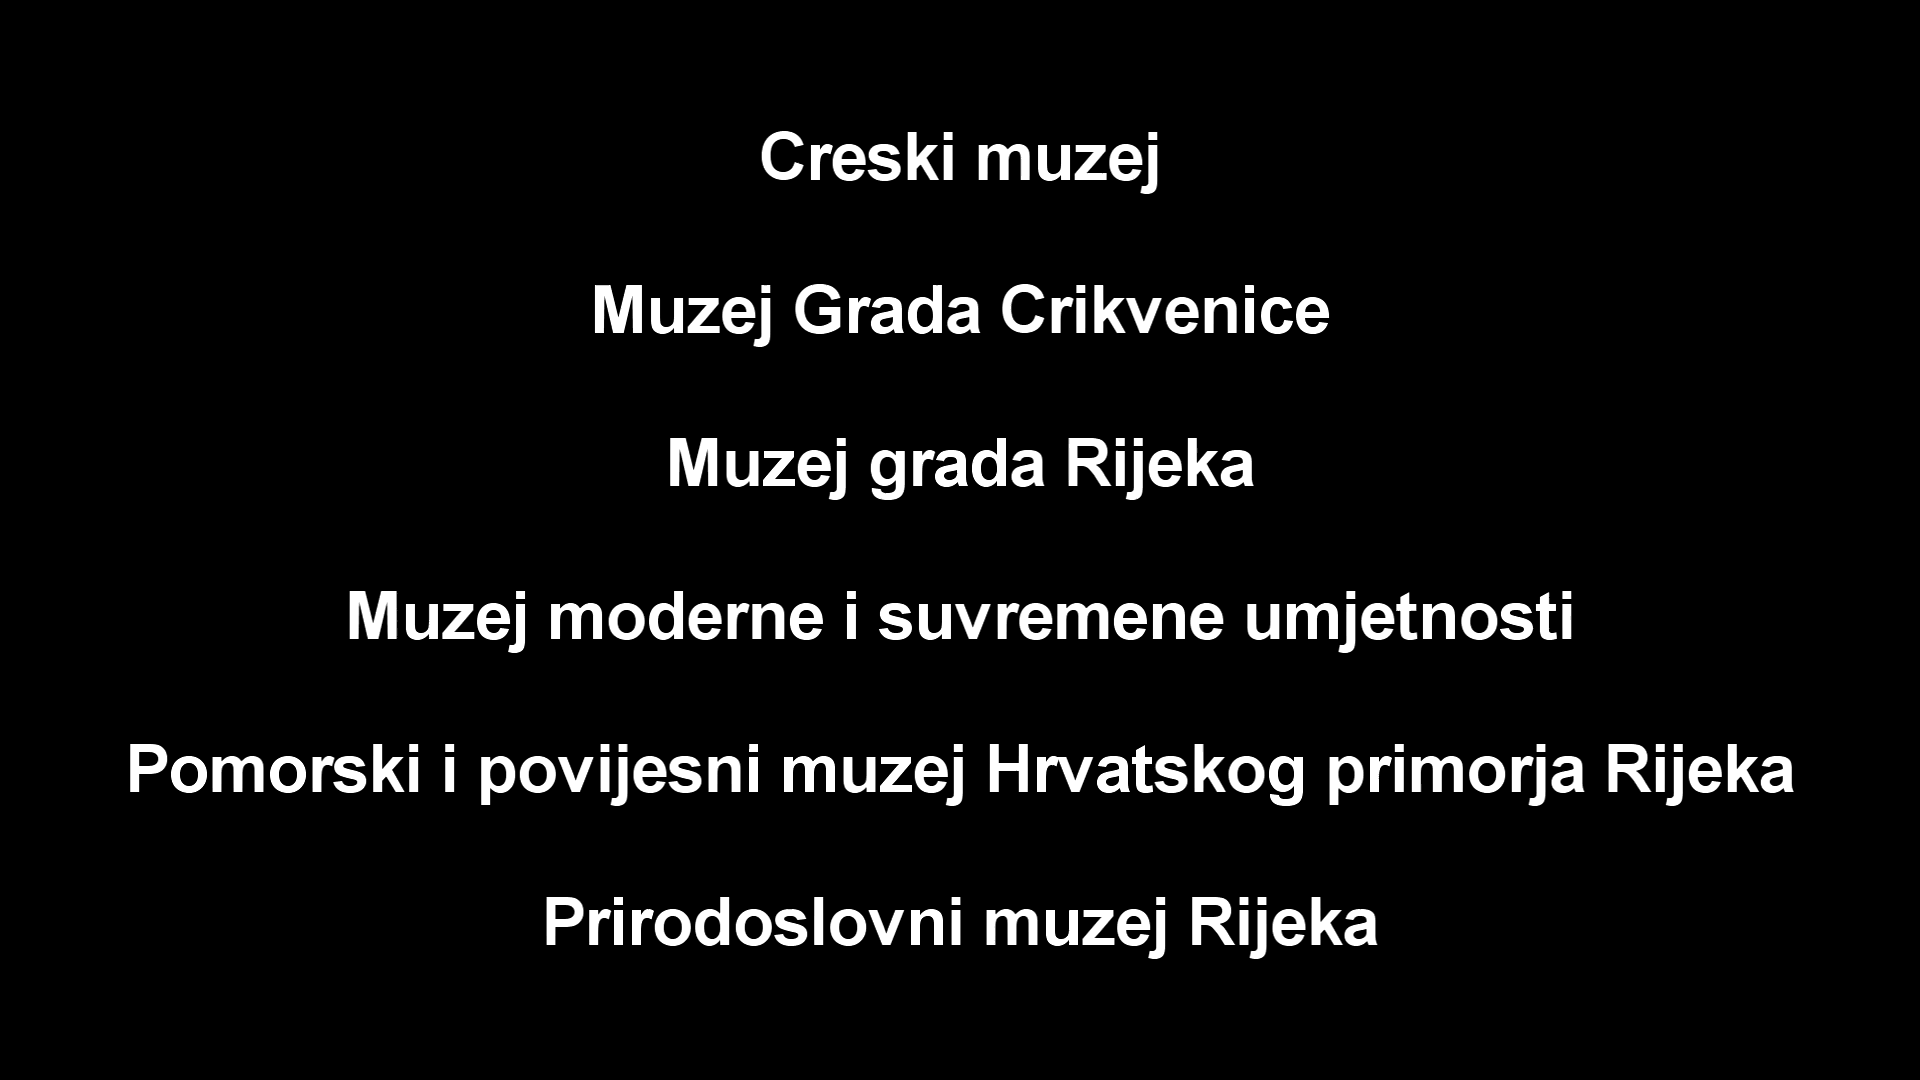 Creski muzej
Muzej Grada Crikvenice
Muzej grada Rijeka
Muzej moderne i suvremene umjetnosti
Pomorski i povijesni muzej Hrvatskog primorja Rijeka
Prirodoslovni muzej Rijeka